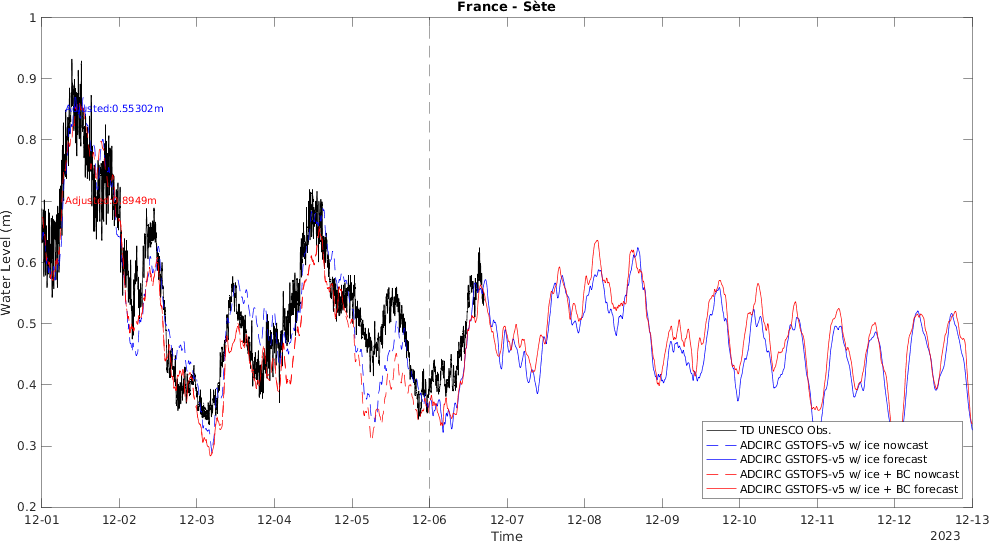 France - Sète
Water Level (m)
1
0.9
0.8
0.7
0.6
0.5
0.4
0.3
0.2
Adjusted:0.55302m
TD UNESCO Obs.
ADCIRC GSTOFS-v5 w/ ice nowcast
ADCIRC GSTOFS-v5 w/ ice forecast
ADCIRC GSTOFS-v5 w/ ice + BC nowcast
ADCIRC GSTOFS-v5 w/ ice + BC forecast
12-01 12-02 12-03 12-04 12-05 12-06 12-07 12-08 12-09 12-10 12-11 12-12 12-13
Time
2023